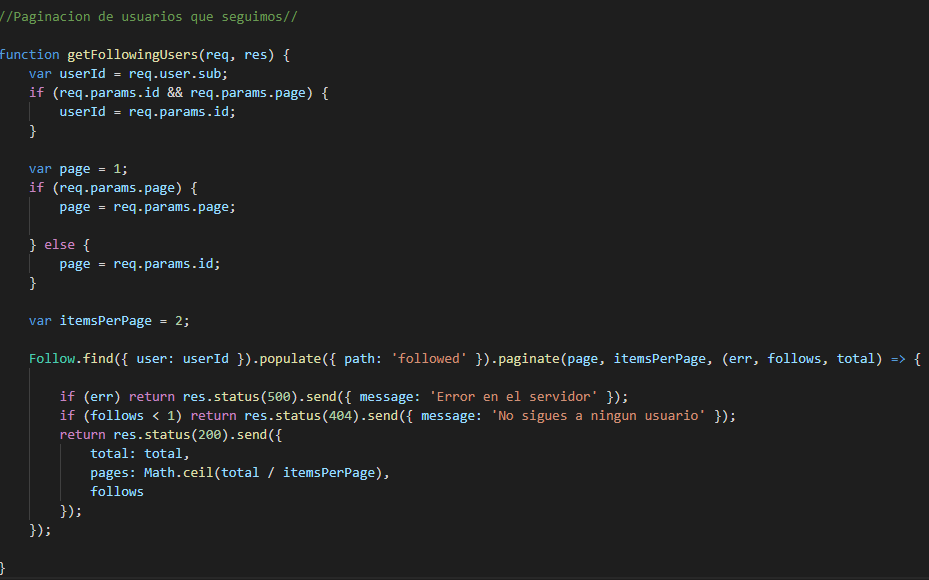 //Paginacion de usuarios que seguimos//
function getFollowingUsers(req, res) {
var userId = req.user.sub;
if (req.params.id && req.params.page) {
userId = req.params.id;
}
var page = 1;
if (req.params.page) {
page = req.params.page;
} else {
page = req.params.id;
}
var itemsPerPage = 2;
Follow.find({ user: userId }).populate({ path: 'followed' }).paginate(page, itemsPerPage, (err, follows, total) => {
if (err) return res.status(500).send({ message: 'Error en el servidor' });
if (follows < 1) return res.status(404).send({ message: 'No sigues a ningun usuario' });
return res.status(200).send({
total: total,
pages: Math.ceil(total / itemsPerPage),
follows
});
});
}